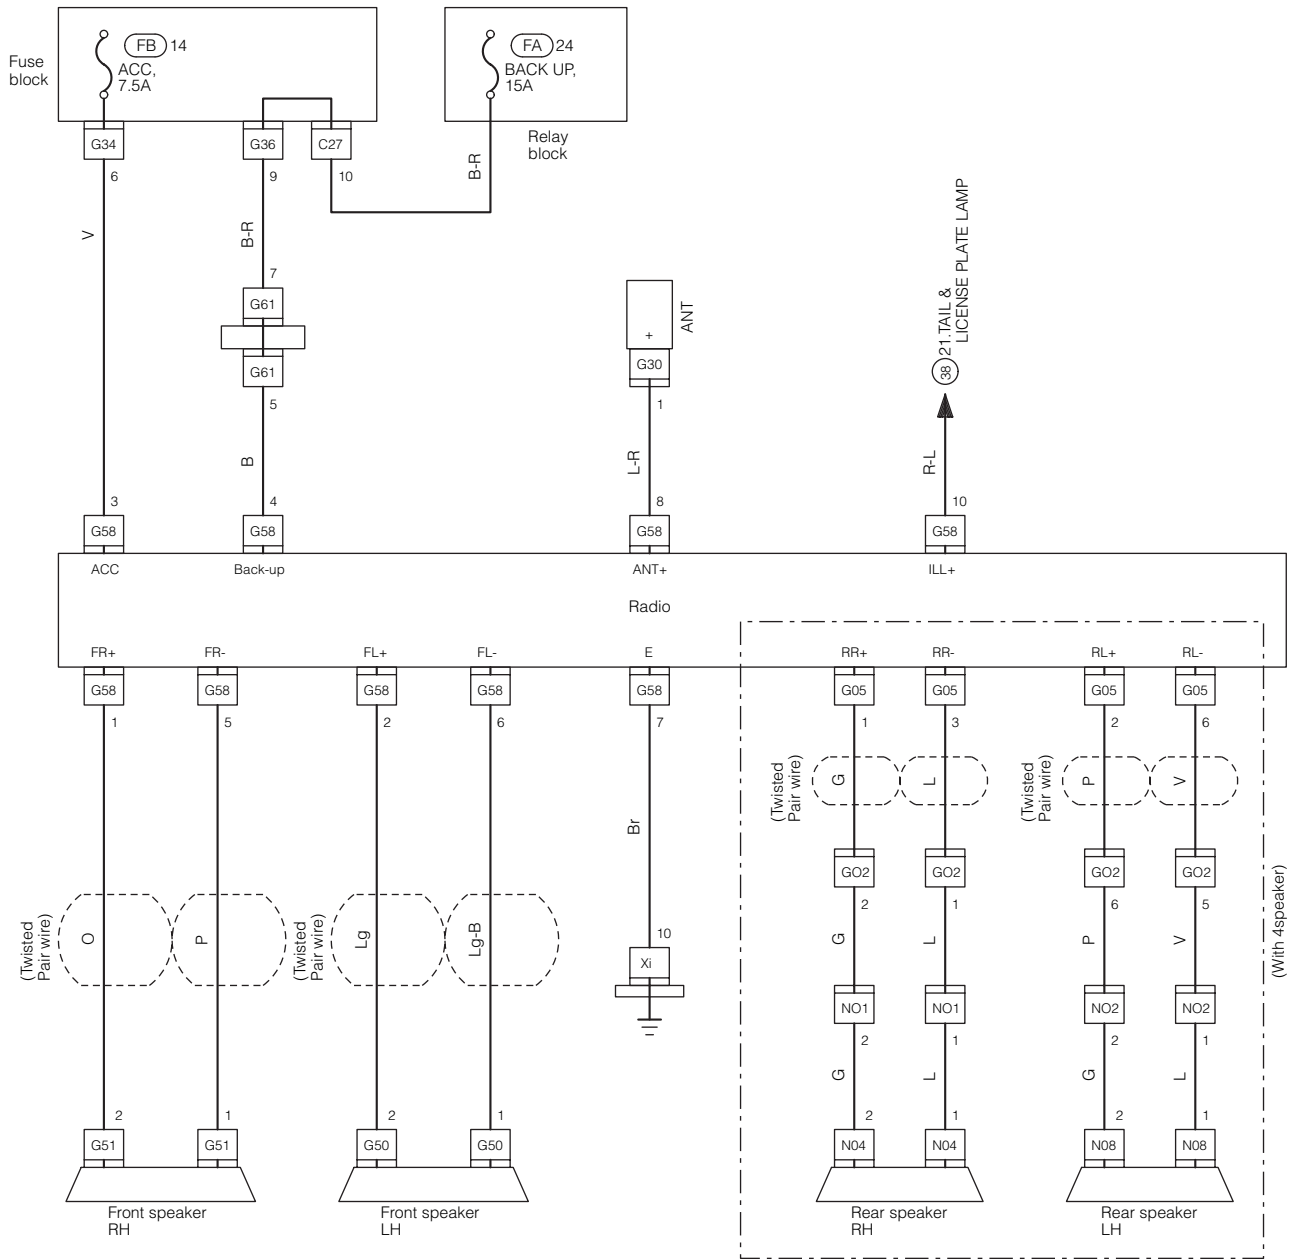 Fuse
block
FB 14
ACC,
7.5A
FA 24
BACK UP,
15A
Relay
block
G34
G36
C27
6
9
10
V
B-R
B-R
7
G61
G61
5
B
ANT
+
G30
1
L-R
38 21.TAIL &
LICENSE PLATE LAMP
R-L
3
4
8
10
G58
G58
G58
G58
ACC
Back-up
ANT+
ILL+
Radio
FR+
FR-
FL+
FL-
E
RR+
RR-
RL+
RL-
G58
G58
G58
G58
G58
G05
G05
G05
G05
1
5
2
6
7
1
3
2
6
(Twisted
Pair wire)
G
L
(Twisted
Pair wire)
P
V
Br
GO2
GO2
GO2
GO2
2
1
6
5
(With 4speaker)
(Twisted
Pair wire)
O
P
(Twisted
Pair wire)
Lg
Lg-B
10
Xi
G
L
P
V
NO1
NO1
NO2
NO2
2
1
2
1
G
L
G
L
2
1
2
1
2
1
2
1
G51
G51
G50
G50
N04
N04
N08
N08
Front speaker
RH
Front speaker
LH
Rear speaker
RH
Rear speaker
LH